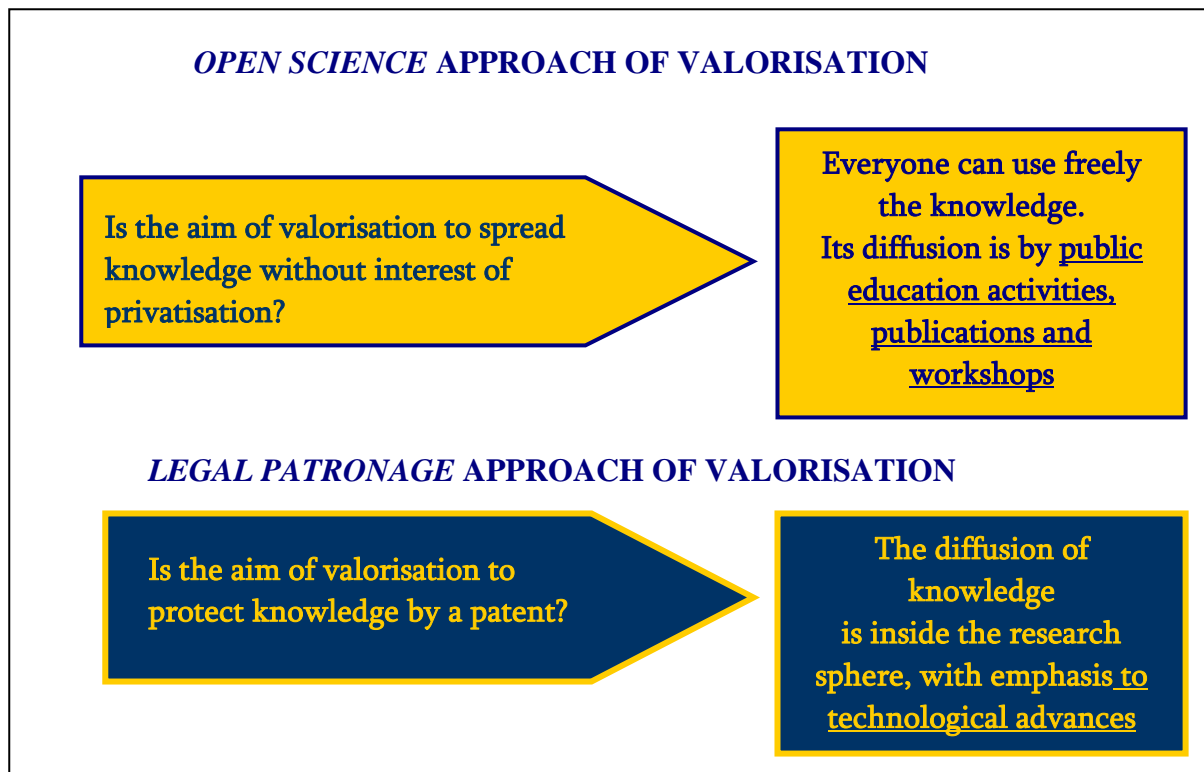 OPEN SCIENCE APPROACH OF VALORISATION
Is the aim of valorisation to spread
knowledge without interest of
privatisation?
Everyone can use freely
the knowledge.
Its diffusion is by public
education activities,
publications and
workshops
LEGAL PATRONAGE APPROACH OF VALORISATION
Is the aim of valorisation to
protect knowledge by a patent?
The diffusion of
knowledge
is inside the research
sphere, with emphasis to
technological advances